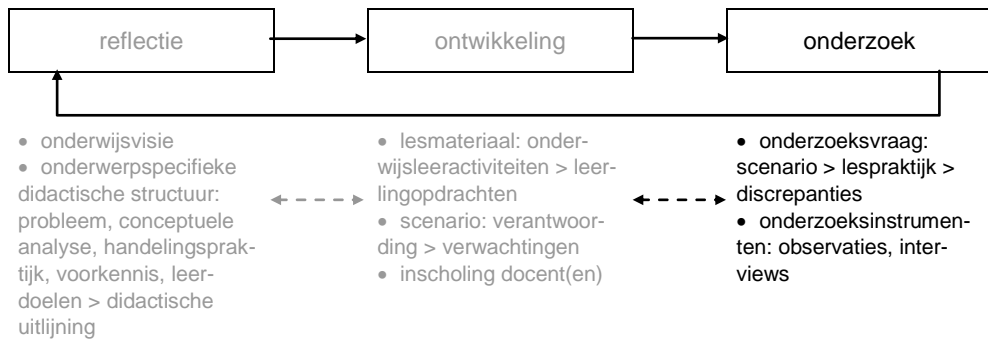 reflectie
ontwikkeling
onderzoek
• onderwijsvisie
• onderwerpspecifieke
didactische structuur:
probleem, conceptuele
analyse, handelingsprak-
tijk, voorkennis, leer-
doelen > didactische
uitlijning
• lesmateriaal: onder-
wijsleeractiviteiten > leer-
lingopdrachten
• scenario: verantwoor-
ding > verwachtingen
• inscholing docent(en)
• onderzoeksvraag:
scenario > lespraktijk >
discrepanties
• onderzoeksinstrumen-
ten: observaties, inter-
views